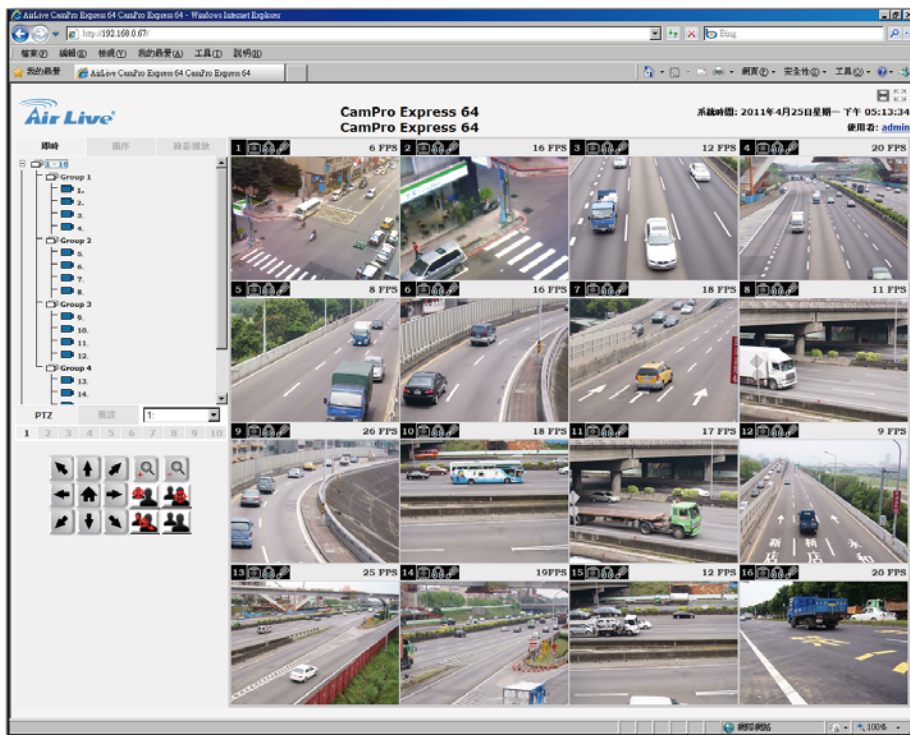 AirLive CamPro Express 64 CamPro Express 64 - Windows Internet Explorer
http://192.168.0.67/
Bing
檔案(F) 編輯(E) 檢視(V) 我的最愛(A) 工具(T) 說明(H)
我的最愛 AirLive CamPro Express 64 CamPro Express 64
網頁(P) 安全性(S) 工具(O)
Air Live
CamPro Express 64
CamPro Express 64
系統時間: 2011年4月25日星期一 下午 05:13:34
使用者: admin
即時 圖序 錄影播放
1 - 16
Group 1
1.
2.
3.
4.
Group 2
5.
6.
7.
8.
Group 3
9.
10.
11.
12.
Group 4
13.
14.
PTZ 1:
1 2 3 4 5 6 7 8 9 10
1 6 FPS
2 16 FPS
3 12 FPS
4 20 FPS
5 8 FPS
6 16 FPS
7 18 FPS
8 11 FPS
9 26 FPS
10 18 FPS
11 17 FPS
12 9 FPS
新店 新店 永和
13 25 FPS
14 19FPS
15 12 FPS
16 20 FPS
網際網路
100%